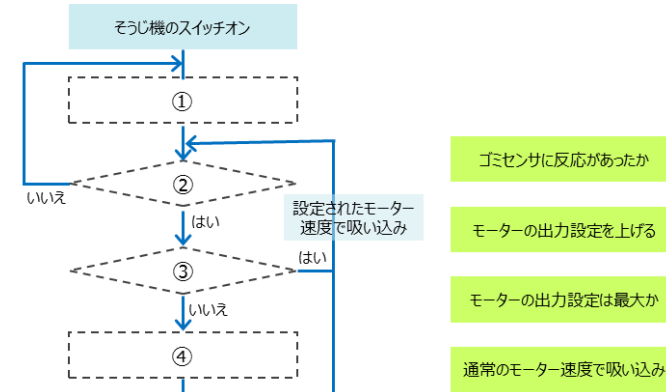 そうじ機のスイッチオン
①
②
いいえ
はい
設定されたモーター
速度で吸い込み
③
はい
いいえ
④
ゴミセンサに反応があったか
モーターの出力設定を上げる
モーターの出力設定は最大か
通常のモーター速度で吸い込み